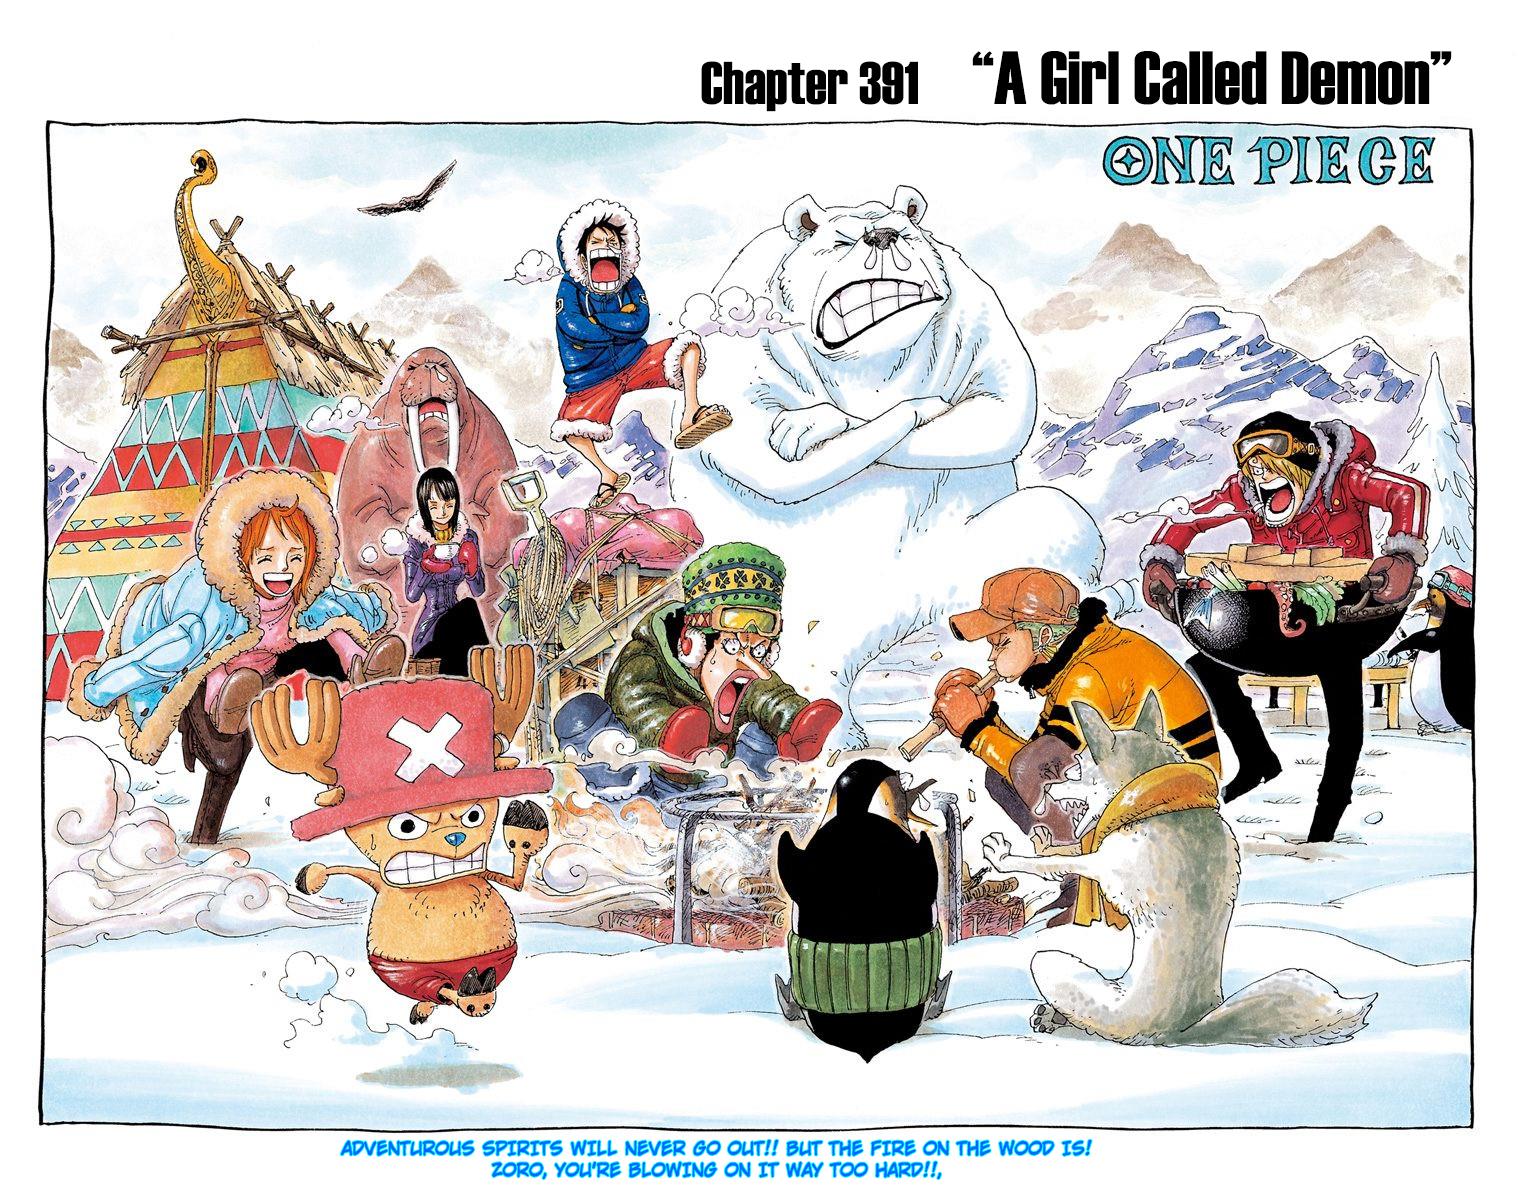 Chapter 391 “A Girl Called Demon”
ONE PIECE
ADVENTUROUS SPIRITS WILL NEVER GO OUT!! BUT THE FIRE ON THE WOOD IS!
ZORO, YOU'RE BLOWING ON IT WAY TOO HARD!!,